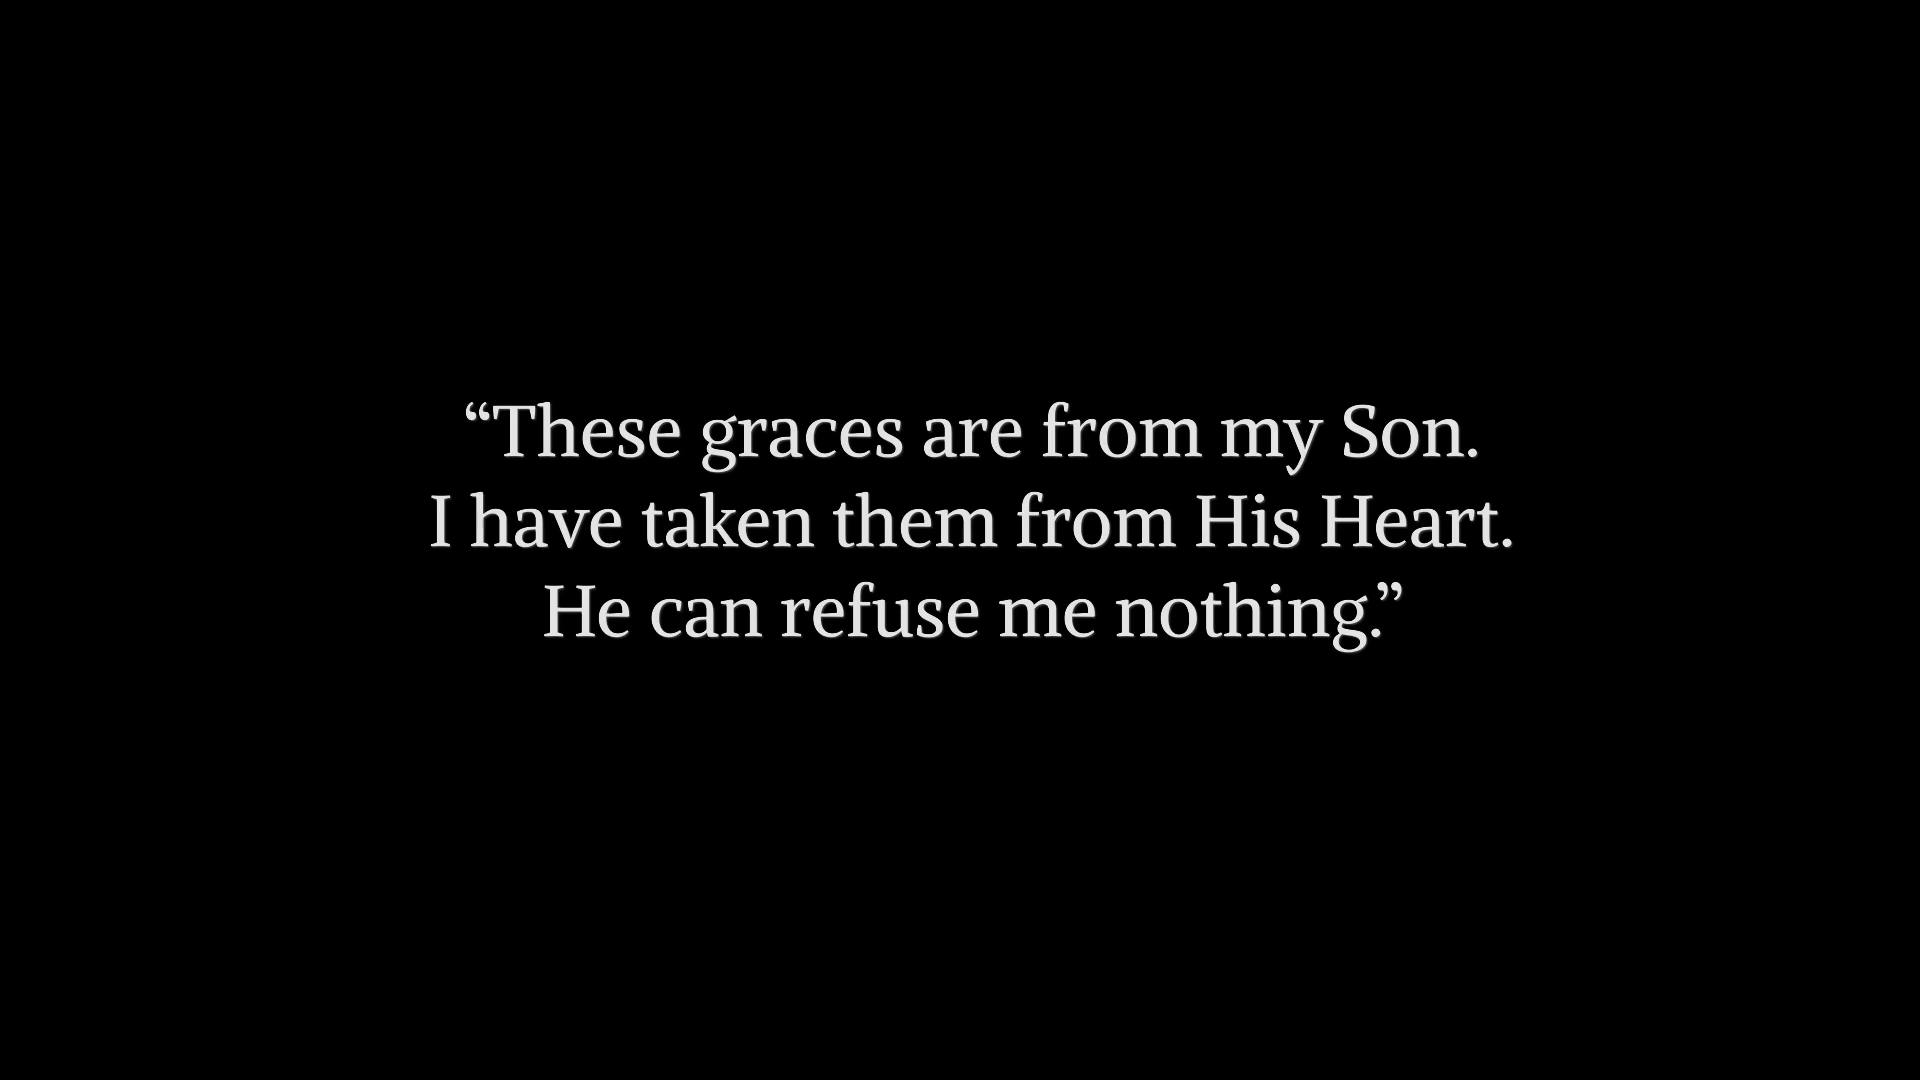 “These graces are from my Son.
I have taken them from His Heart.
He can refuse me nothing.”